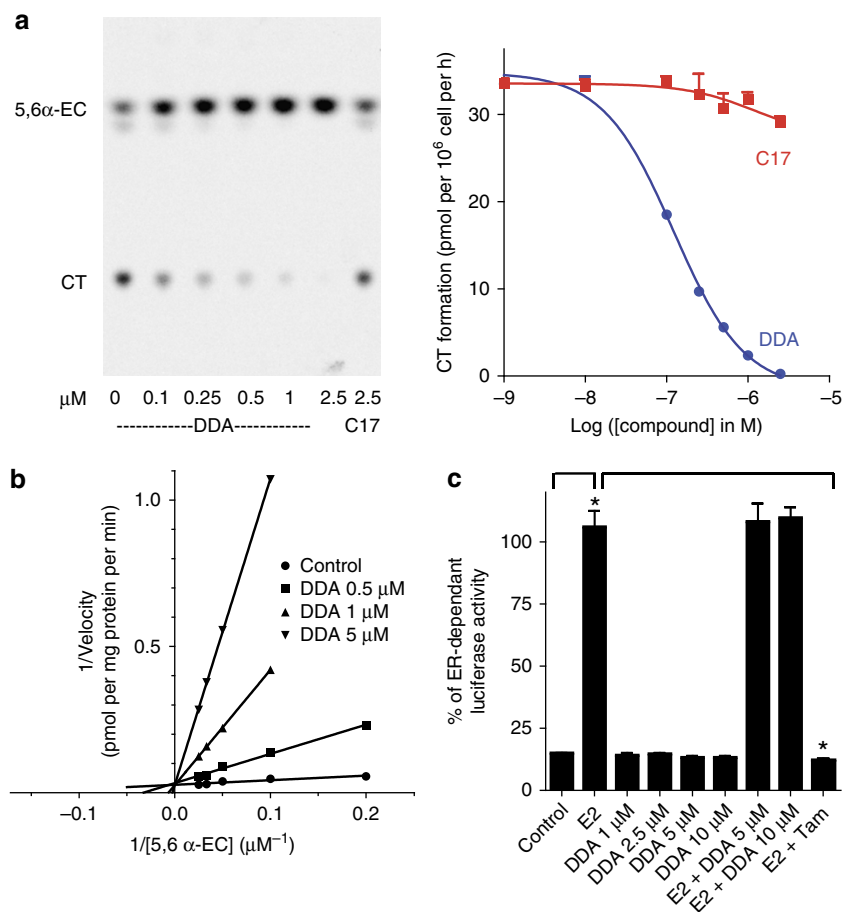 a
5,6α-EC
CT
μM 0 0.1 0.25 0.5 1 2.5 2.5
------------DDA------------ C17
CT formation (pmol per 10⁶ cell per h)
30
20
10
0
C17
DDA
–9 –8 –7 –6 –5
Log ([compound] in M)
b
1/Velocity
(pmol per mg protein per min)
1.0
0.5
Control
DDA 0.5 μM
DDA 1 μM
DDA 5 μM
–0.1 0.0 0.1 0.2
1/[5,6 α-EC] (μM⁻¹)
c
% of ER-dependant
luciferase activity
100
75
50
25
0
*
*
Control
E2
DDA 1 μM
DDA 2.5 μM
DDA 5 μM
DDA 10 μM
E2 + DDA 5 μM
E2 + DDA 10 μM
E2 + Tam